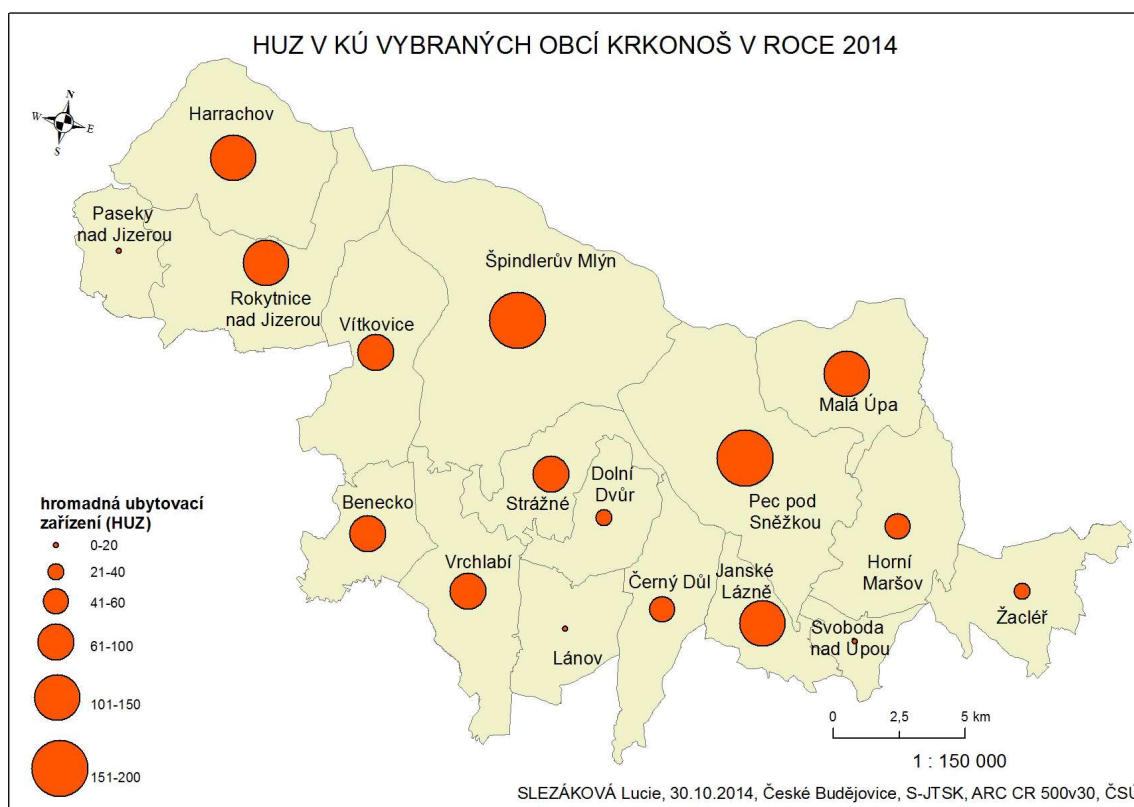 HUZ V KÚ VYBRANÝCH OBCÍ KRKONOŠ V ROCE 2014
N
W
E
S
Harrachov
Paseky
nad Jizerou
Rokytnice
nad Jizerou
Vítkovice
Špindlerův Mlýn
Malá Úpa
Strážné
Dolní
Dvůr
Pec pod
Sněžkou
Benecko
Vrchlabí
Horní
Maršov
Černý Důl
Janské
Lázně
Lánov
Svoboda
nad Úpou
Žacléř
hromadná ubytovací
zařízení (HUZ)
0-20
21-40
41-60
61-100
101-150
151-200
0 2,5 5 km
1 : 150 000
SLEZÁKOVÁ Lucie, 30.10.2014, České Budějovice, S-JTSK, ARC CR 500v30, ČSÚ